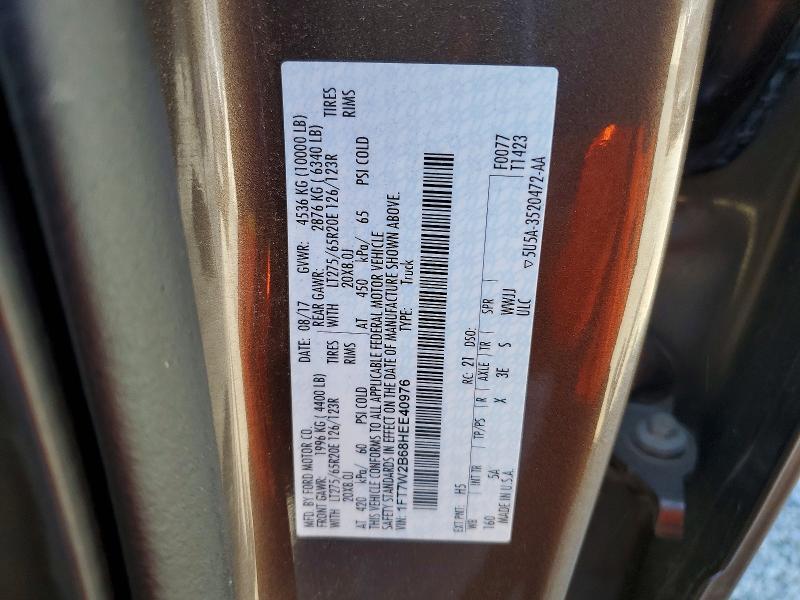 MFD. BY FORD MOTOR CO.
DATE: 08/17 GVWR: 4536 KG (10000 LB)
FRONT GAWR: 1996 KG ( 4400 LB) REAR GAWR: 2876 KG ( 6340 LB)
WITH LT275/65R20E 126/123R TIRES WITH LT275/65R20E 126/123R TIRES
20X8.0J RIMS 20X8.0J RIMS
AT 420 kPa/ 60 PSI COLD AT 450 kPa/ 65 PSI COLD
THIS VEHICLE CONFORMS TO ALL APPLICABLE FEDERAL MOTOR VEHICLE
SAFETY STANDARDS IN EFFECT ON THE DATE OF MANUFACTURE SHOWN ABOVE.
VIN: 1FT7W2B68HEE40976 TYPE: Truck
EXT PNT: H5 RC: 21 DSO: F0077
WB INT TR TP/PS R AXLE TR SPR T1423
160 5A X 3E S WWJJ
MADE IN U.S.A. ULC ▽5U5A-3520472-AA